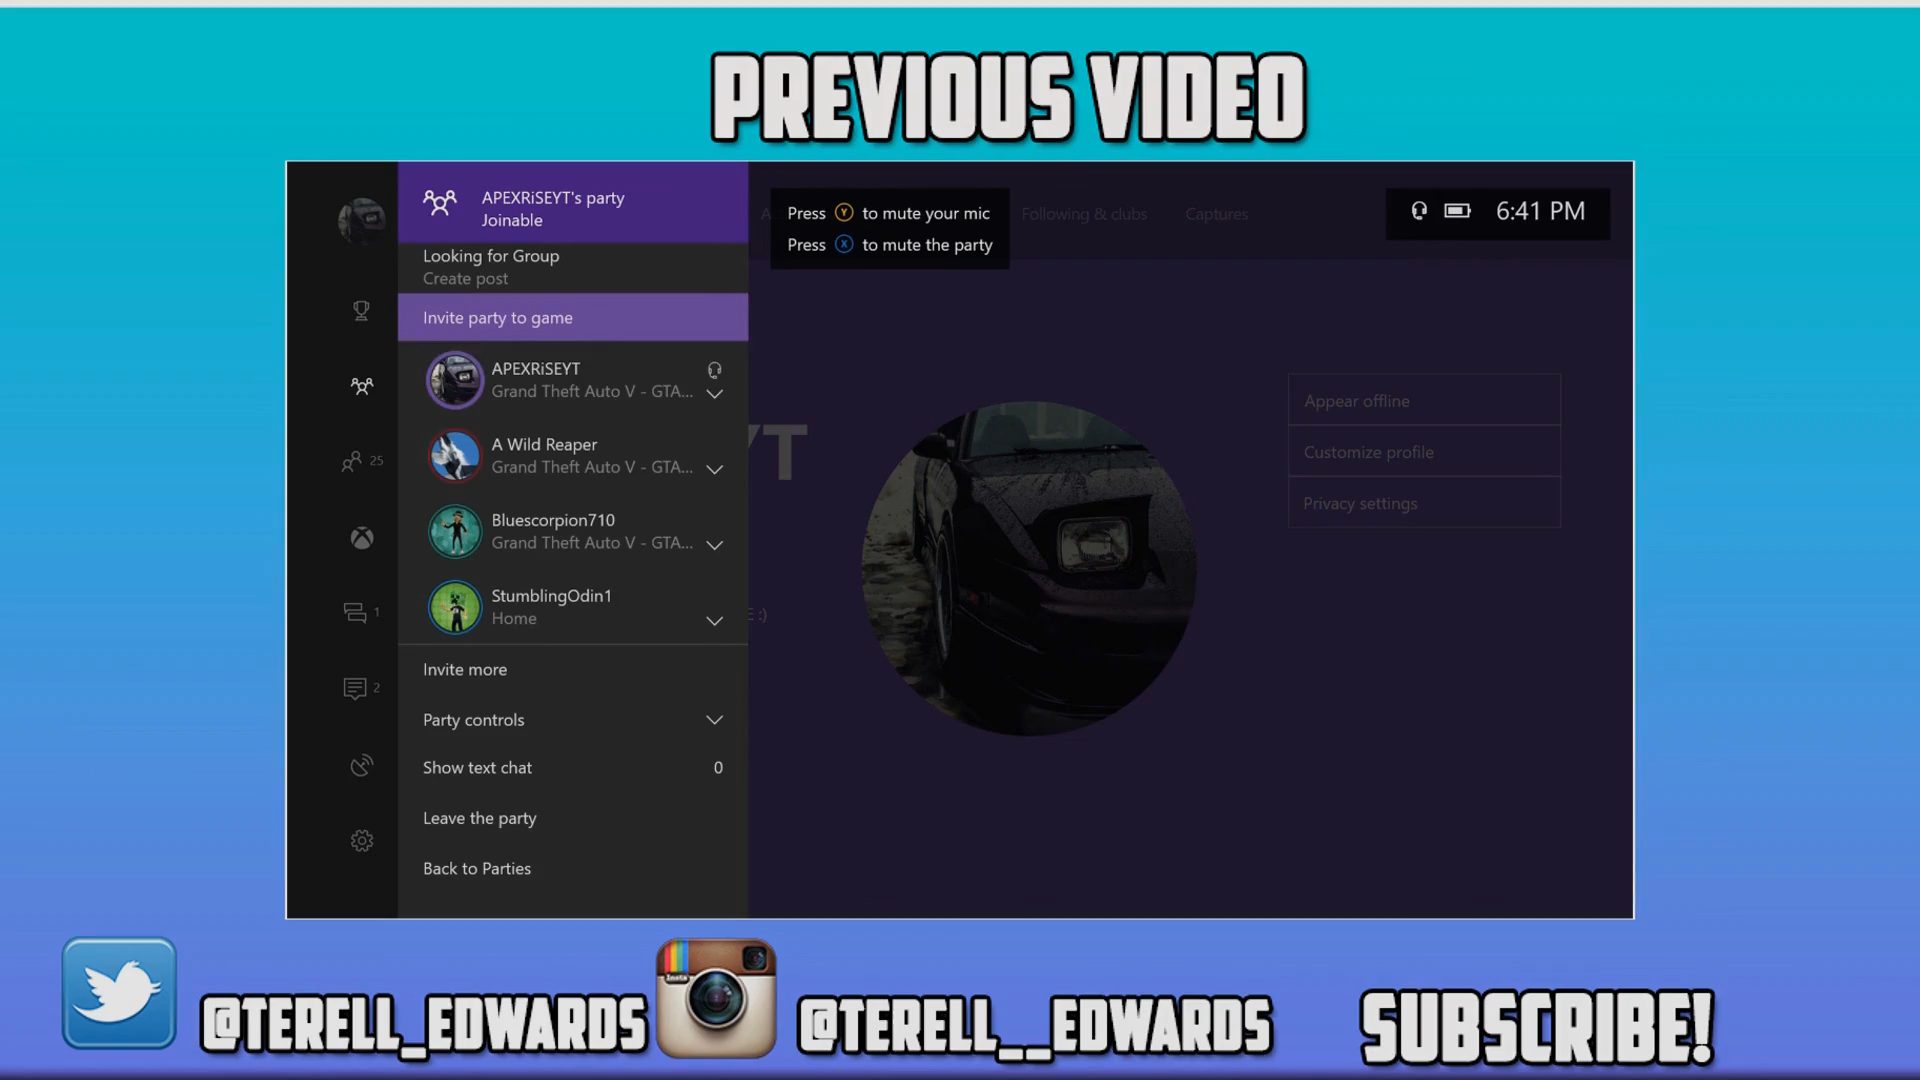 PREVIOUS VIDEO
APEXRiSEYT's party
Joinable
Looking for Group
Create post
Invite party to game
APEXRiSEYT
Grand Theft Auto V - GTA...
A Wild Reaper
Grand Theft Auto V - GTA...
Bluescorpion710
Grand Theft Auto V - GTA...
StumblingOdin1
Home
Invite more
Party controls
Show text chat 0
Leave the party
Back to Parties
25
1
2
Press Y to mute your mic
Press X to mute the party
Following & clubs
Captures
6:41 PM
YT
E :)
Appear offline
Customize profile
Privacy settings
@TERELL_EDWARDS
Insta
@TERELL__EDWARDS
SUBSCRIBE!